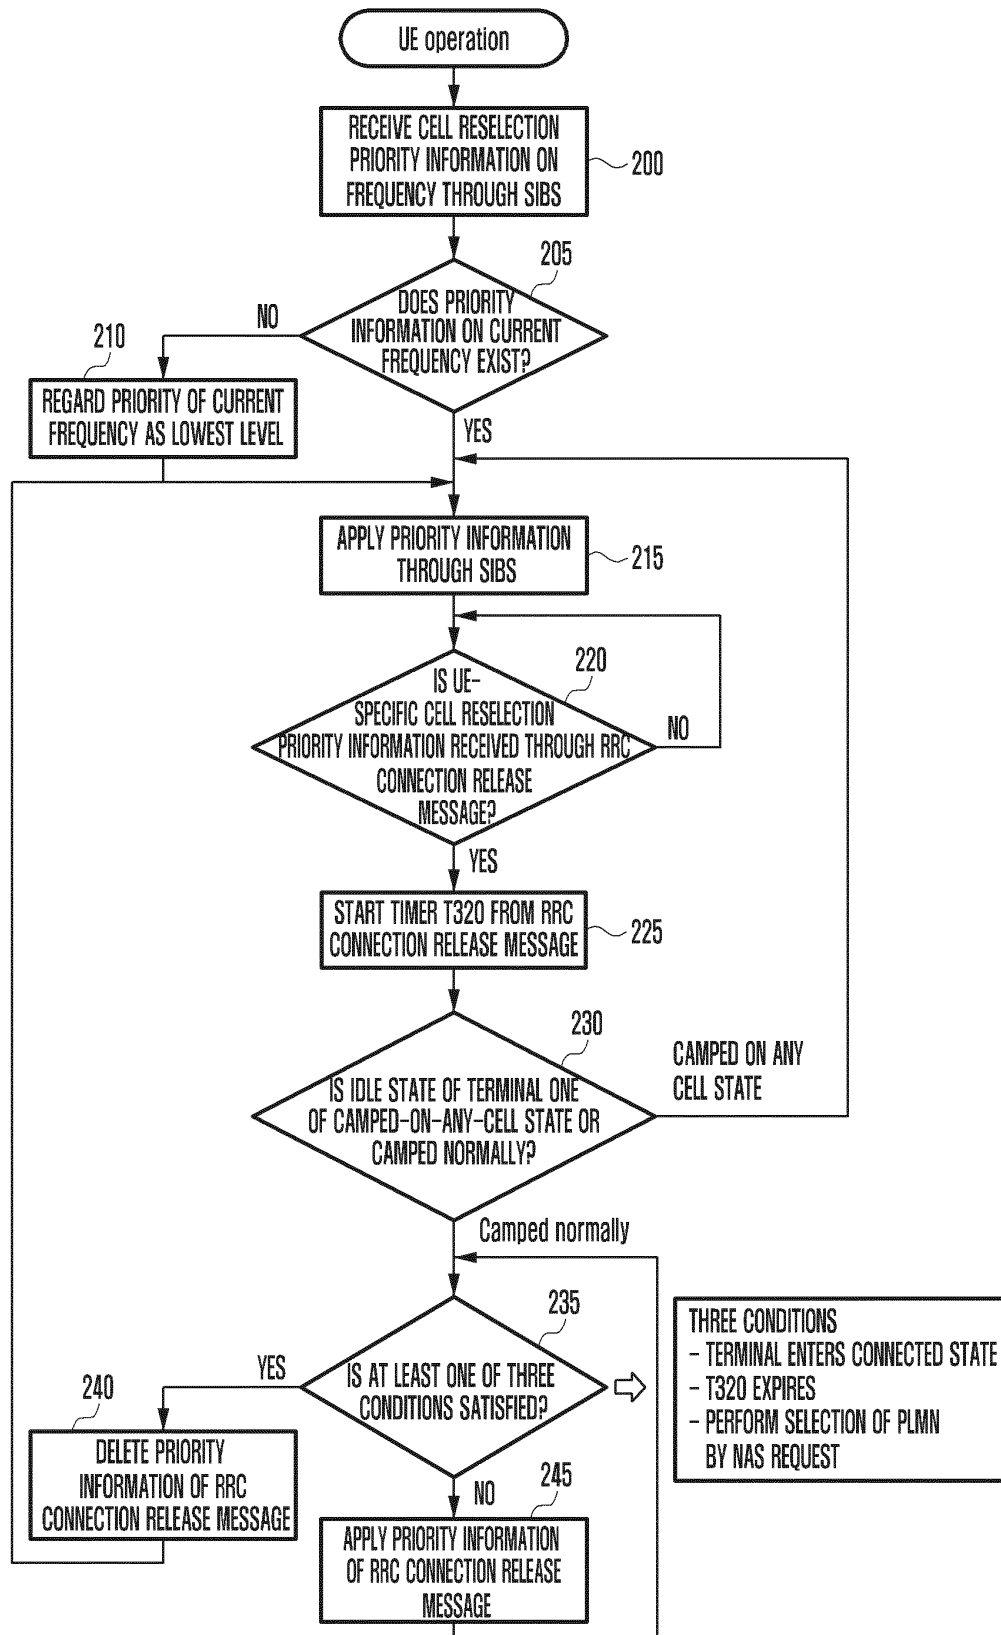 UE operation
RECEIVE CELL RESELECTION
PRIORITY INFORMATION ON
FREQUENCY THROUGH SIBS
200
205
DOES PRIORITY
INFORMATION ON CURRENT
FREQUENCY EXIST?
NO
210
REGARD PRIORITY OF CURRENT
FREQUENCY AS LOWEST LEVEL
YES
APPLY PRIORITY INFORMATION
THROUGH SIBS
215
220
IS UE-
SPECIFIC CELL RESELECTION
PRIORITY INFORMATION RECEIVED THROUGH RRC
CONNECTION RELEASE
MESSAGE?
NO
YES
START TIMER T320 FROM RRC
CONNECTION RELEASE MESSAGE
225
230
IS IDLE STATE OF TERMINAL ONE
OF CAMPED-ON-ANY-CELL STATE OR
CAMPED NORMALLY?
CAMPED ON ANY
CELL STATE
Camped normally
235
IS AT LEAST ONE OF THREE
CONDITIONS SATISFIED?
YES
THREE CONDITIONS
- TERMINAL ENTERS CONNECTED STATE
- T320 EXPIRES
- PERFORM SELECTION OF PLMN
BY NAS REQUEST
240
DELETE PRIORITY
INFORMATION OF RRC
CONNECTION RELEASE MESSAGE
NO
245
APPLY PRIORITY INFORMATION
OF RRC CONNECTION RELEASE
MESSAGE